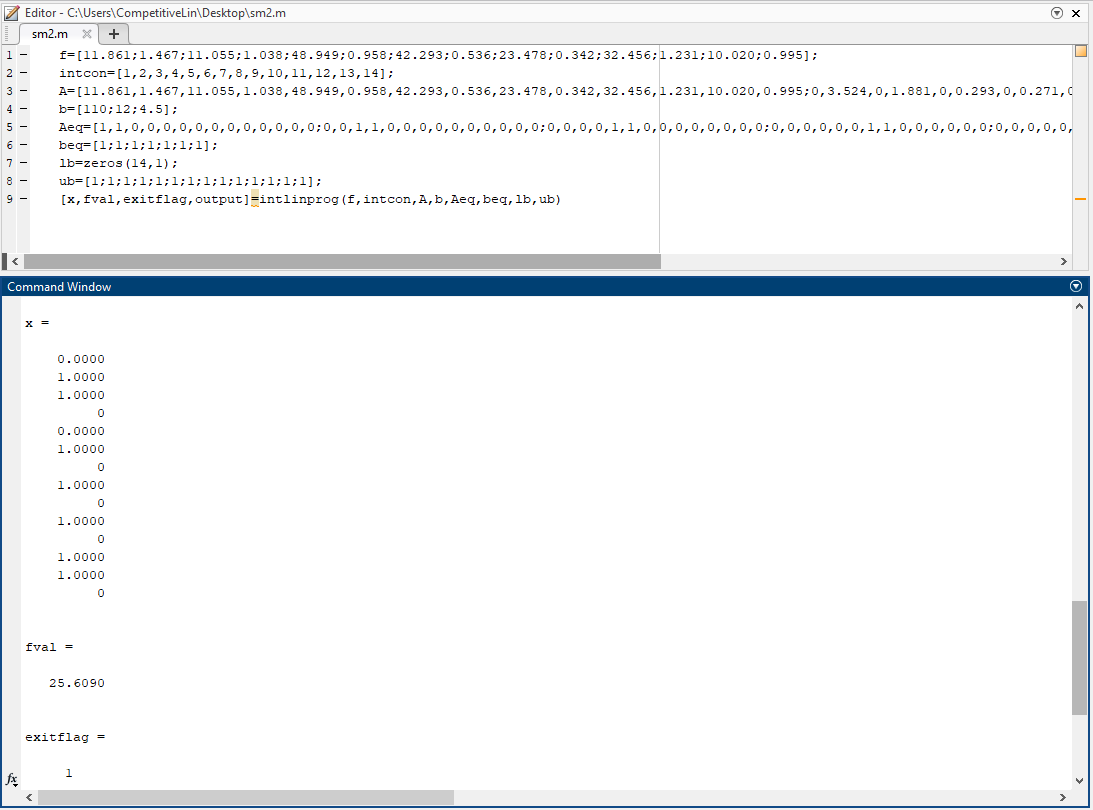 Editor - C:\Users\CompetitiveLin\Desktop\sm2.m
sm2.m
1 - f=[11.861;1.467;11.055;1.038;48.949;0.958;42.293;0.536;23.478;0.342;32.456;1.231;10.020;0.995];
2 - intcon=[1,2,3,4,5,6,7,8,9,10,11,12,13,14];
3 - A=[11.861,1.467,11.055,1.038,48.949,0.958,42.293,0.536,23.478,0.342,32.456,1.231,10.020,0.995;0,3.524,0,1.881,0,0.293,0,0.271,0
4 - b=[110;12;4.5];
5 - Aeq=[1,1,0,0,0,0,0,0,0,0,0,0,0,0;0,0,1,1,0,0,0,0,0,0,0,0,0,0;0,0,0,0,1,1,0,0,0,0,0,0,0,0;0,0,0,0,0,0,1,1,0,0,0,0,0,0;0,0,0,0,0,
6 - beq=[1;1;1;1;1;1;1];
7 - lb=zeros(14,1);
8 - ub=[1;1;1;1;1;1;1;1;1;1;1;1;1;1];
9 - [x,fval,exitflag,output]=intlinprog(f,intcon,A,b,Aeq,beq,lb,ub)
Command Window
x =
0.0000
1.0000
1.0000
0
0.0000
1.0000
0
1.0000
0
1.0000
0
1.0000
1.0000
0
fval =
25.6090
exitflag =
1
fx